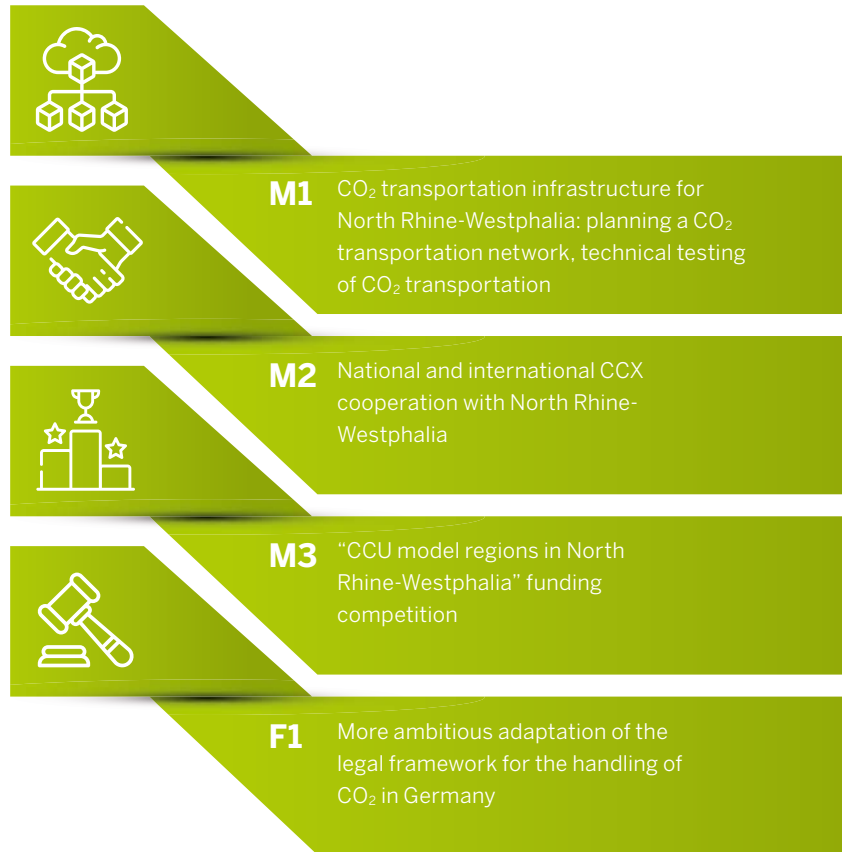 M1 CO₂ transportation infrastructure for
North Rhine-Westphalia: planning a CO₂
transportation network, technical testing
of CO₂ transportation
M2 National and international CCX
cooperation with North Rhine-
Westphalia
M3 “CCU model regions in North
Rhine-Westphalia” funding
competition
F1 More ambitious adaptation of the
legal framework for the handling of
CO₂ in Germany